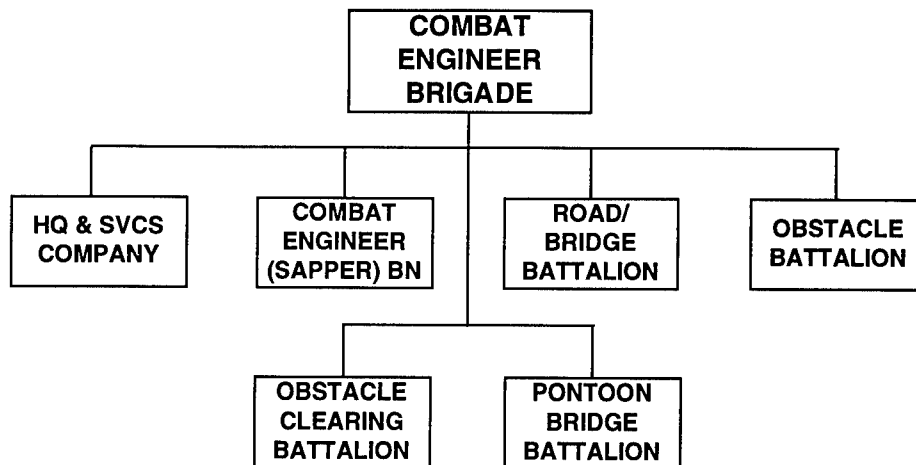 COMBAT
ENGINEER
BRIGADE
HQ & SVCS
COMPANY
COMBAT
ENGINEER
(SAPPER) BN
ROAD/
BRIDGE
BATTALION
OBSTACLE
BATTALION
OBSTACLE
CLEARING
BATTALION
PONTOON
BRIDGE
BATTALION